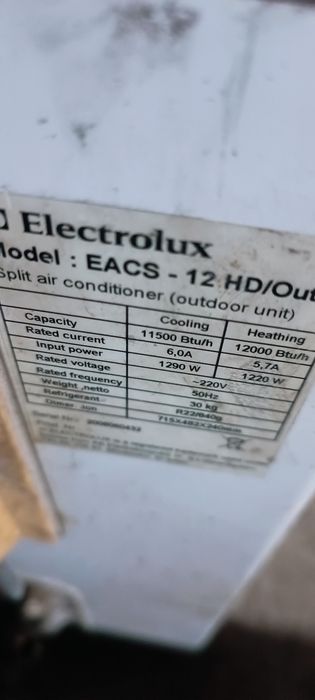 Electrolux
Model : EACS - 12 HD/Out
Split air conditioner (outdoor unit)
Cooling Heathing
Capacity 11500 Btu/h 12000 Btu/h
Rated current 6,0A 5,7A
Input power 1290 W 1220 W
Rated voltage ~220V
Rated frequency 50Hz
Weight ,netto 30 kg
Refrigerant R22/840g
715x482x240mm